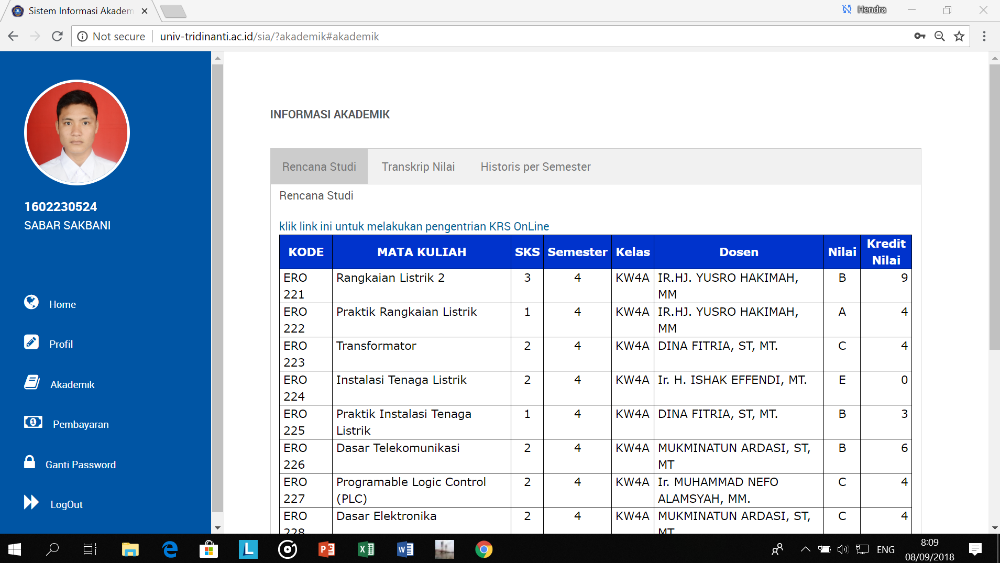 Sistem Informasi Akadem
Hendra
Not secure
univ-tridinanti.ac.id/sia/?akademik#akademik
1602230524
SABAR SAKBANI
Home
Profil
Akademik
Pembayaran
Ganti Password
LogOut
INFORMASI AKADEMIK
Rencana Studi Transkrip Nilai Historis per Semester
Rencana Studi
klik link ini untuk melakukan pengentrian KRS OnLine
KODE MATA KULIAH SKS Semester Kelas Dosen Nilai Kredit Nilai
ERO 221 Rangkaian Listrik 2 3 4 KW4A IR.HJ. YUSRO HAKIMAH, MM B 9
ERO 222 Praktik Rangkaian Listrik 1 4 KW4A IR.HJ. YUSRO HAKIMAH, MM A 4
ERO 223 Transformator 2 4 KW4A DINA FITRIA, ST, MT. C 4
ERO 224 Instalasi Tenaga Listrik 2 4 KW4A Ir. H. ISHAK EFFENDI, MT. E 0
ERO 225 Praktik Instalasi Tenaga Listrik 1 4 KW4A DINA FITRIA, ST, MT. B 3
ERO 226 Dasar Telekomunikasi 2 4 KW4A MUKMINATUN ARDASI, ST, MT B 6
ERO 227 Programable Logic Control (PLC) 2 4 KW4A Ir. MUHAMMAD NEFO ALAMSYAH, MM. C 4
ERO 228 Dasar Elektronika 2 4 KW4A MUKMINATUN ARDASI, ST, MT C 4
ENG
8:09
08/09/2018